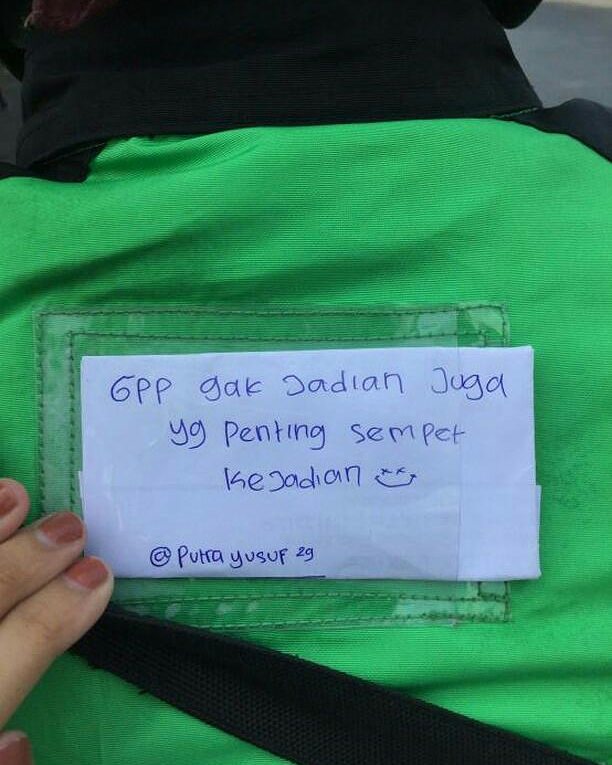 GPP gak Jadian Juga
yg Penting sempet
KeJadian
@Putra yusuf 29